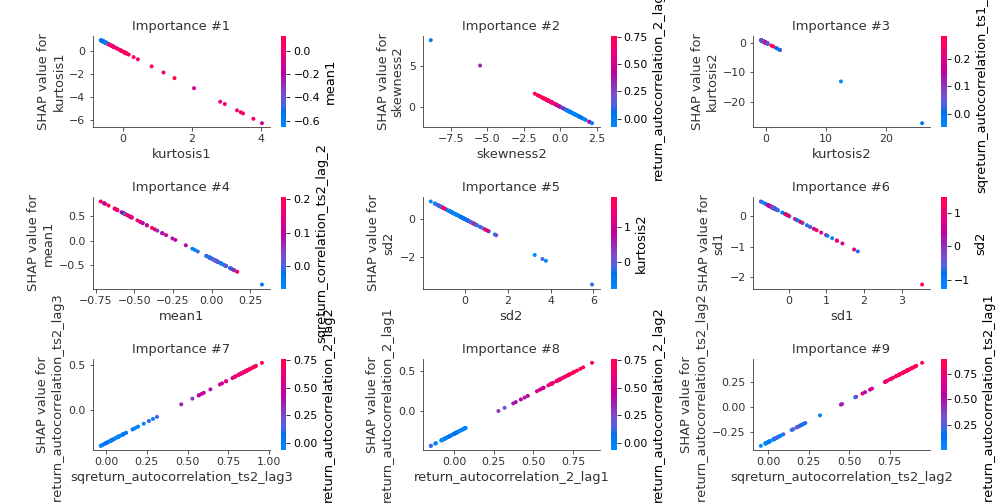 Importance #1
SHAP value for
kurtosis1
0
−2
−4
−6
0
2
4
kurtosis1
0.0
−0.2
−0.4
−0.6
mean1
Importance #2
SHAP value for
skewness2
5
0
−7.5
−5.0
−2.5
0.0
2.5
skewness2
0.75
0.50
0.25
0.00
return_autocorrelation_2_lag
Importance #3
SHAP value for
kurtosis2
0
−10
−20
0
10
20
kurtosis2
0.2
0.1
0.0
sqreturn_autocorrelation_ts1_
Importance #4
SHAP value for
mean1
0.5
0.0
−0.5
−0.75
−0.50
−0.25
0.00
0.25
mean1
0.2
0.1
0.0
sqreturn_correlation_ts2_lag_2
Importance #5
SHAP value for
sd2
0
−2
0
2
4
6
sd2
1
0
kurtosis2
Importance #6
SHAP value for
sd1
0
−1
−2
0
1
2
3
sd1
1
0
−1
sd2
Importance #7
SHAP value for
return_autocorrelation_ts2_lag3
0.5
0.0
0.00
0.25
0.50
0.75
1.00
sqreturn_autocorrelation_ts2_lag3
0.75
0.50
0.25
0.00
return_autocorrelation_2_lag2
Importance #8
SHAP value for
return_autocorrelation_2_lag1
0.5
0.0
0.00
0.25
0.50
0.75
return_autocorrelation_2_lag1
0.75
0.50
0.25
0.00
return_autocorrelation_2_lag2
Importance #9
SHAP value for
return_autocorrelation_ts2_lag2
0.25
0.00
−0.25
0.00
0.25
0.50
0.75
sqreturn_autocorrelation_ts2_lag2
0.75
0.50
0.25
return_autocorrelation_ts2_lag1